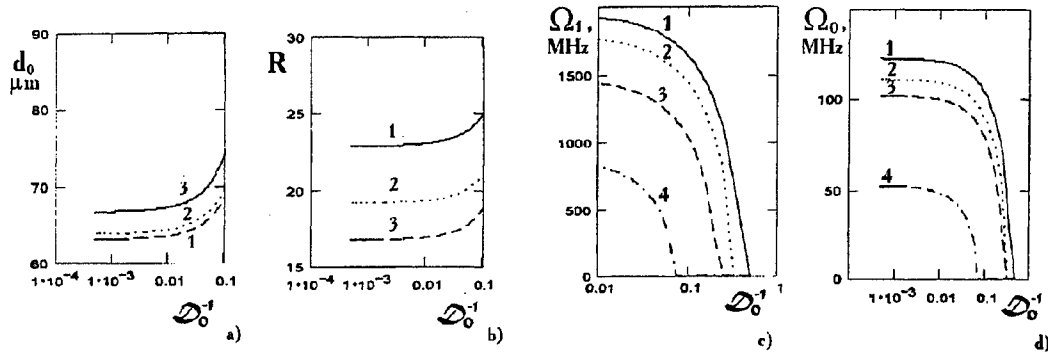 d₀
μm
90
80
70
60
3
2
1
1•10⁻⁴
1•10⁻³
0.01
0.1
𝒟₀⁻¹
a)
R
30
25
20
15
1
2
3
1•10⁻⁴
1•10⁻³
0.01
0.1
𝒟₀⁻¹
b)
Ω₁,
MHz
1500
1000
500
0
1
2
3
4
0.01
0.1
1
𝒟₀⁻¹
c)
Ω₀,
MHz
100
50
0
1
2
3
4
1•10⁻³
0.01
0.1
1
𝒟₀⁻¹
d)